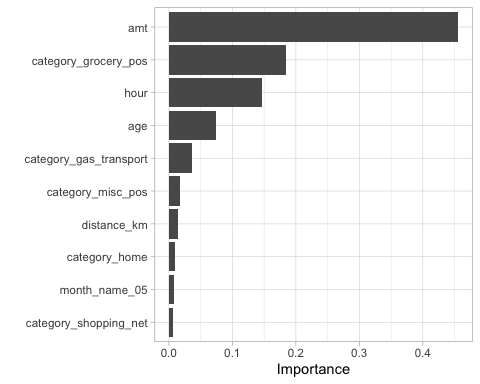 amt
category_grocery_pos
hour
age
category_gas_transport
category_misc_pos
distance_km
category_home
month_name_05
category_shopping_net
0.0 0.1 0.2 0.3 0.4
Importance